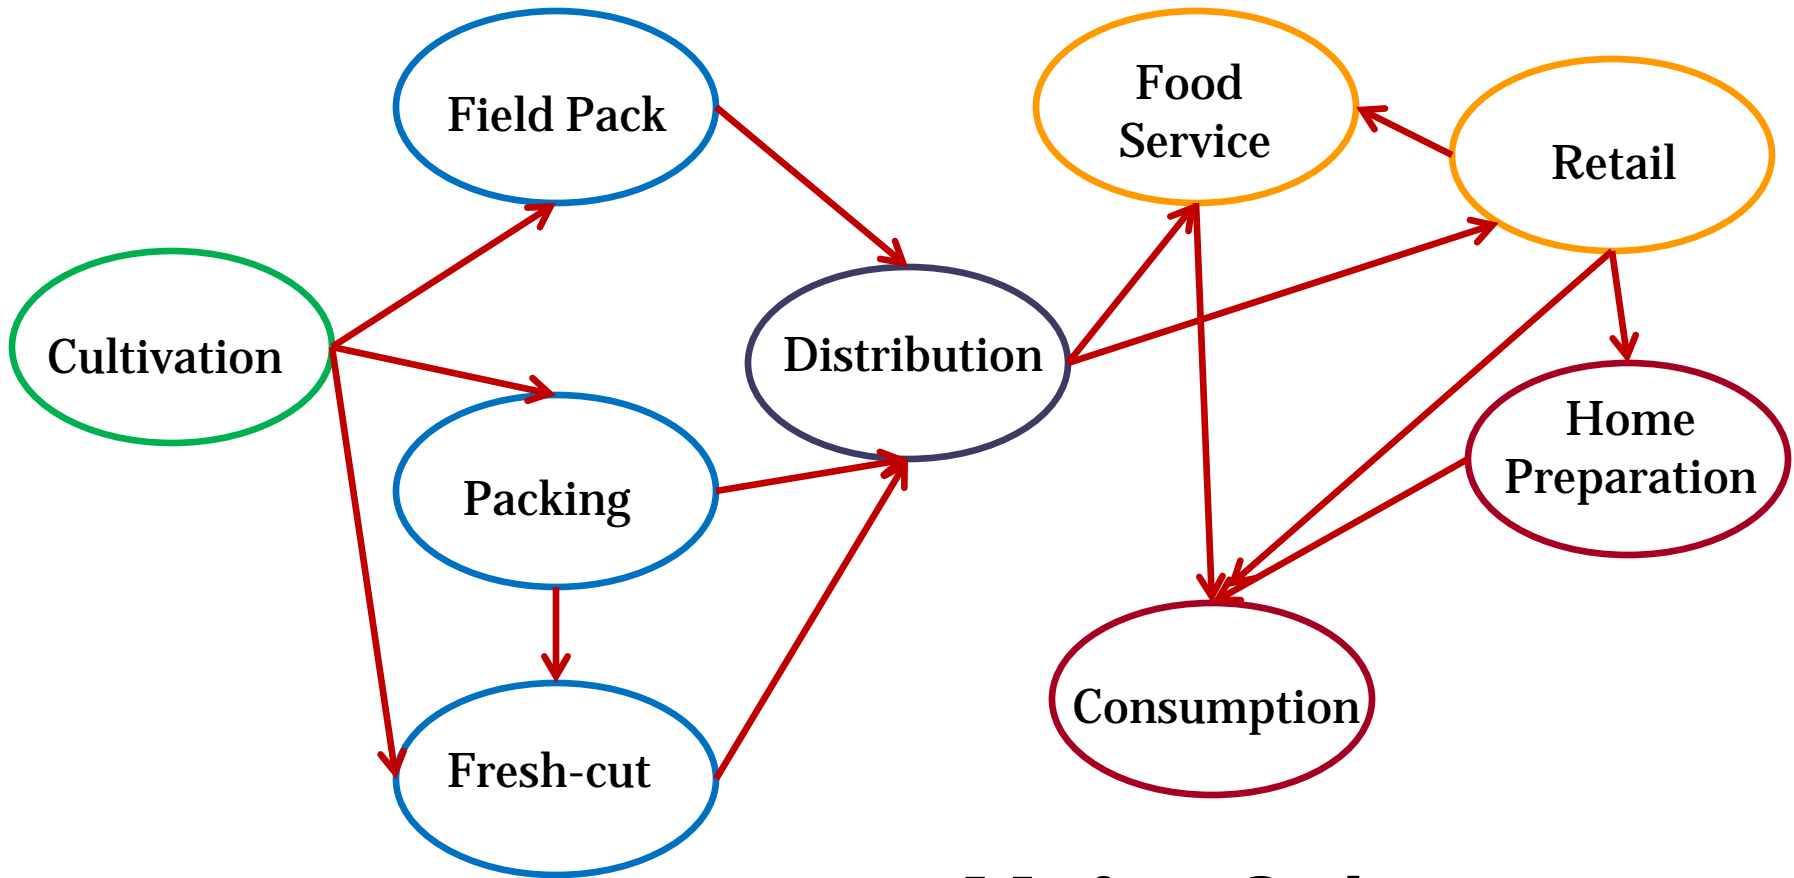 Field Pack
Food
Service
Retail
Cultivation
Distribution
Home
Preparation
Packing
Consumption
Fresh-cut